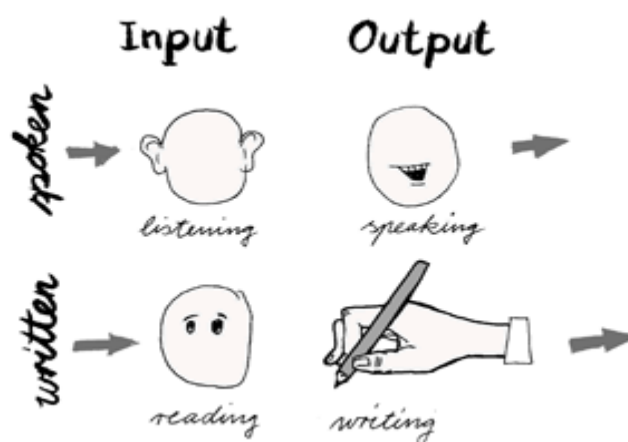 Input Output
spoken
listening speaking
written
reading writing